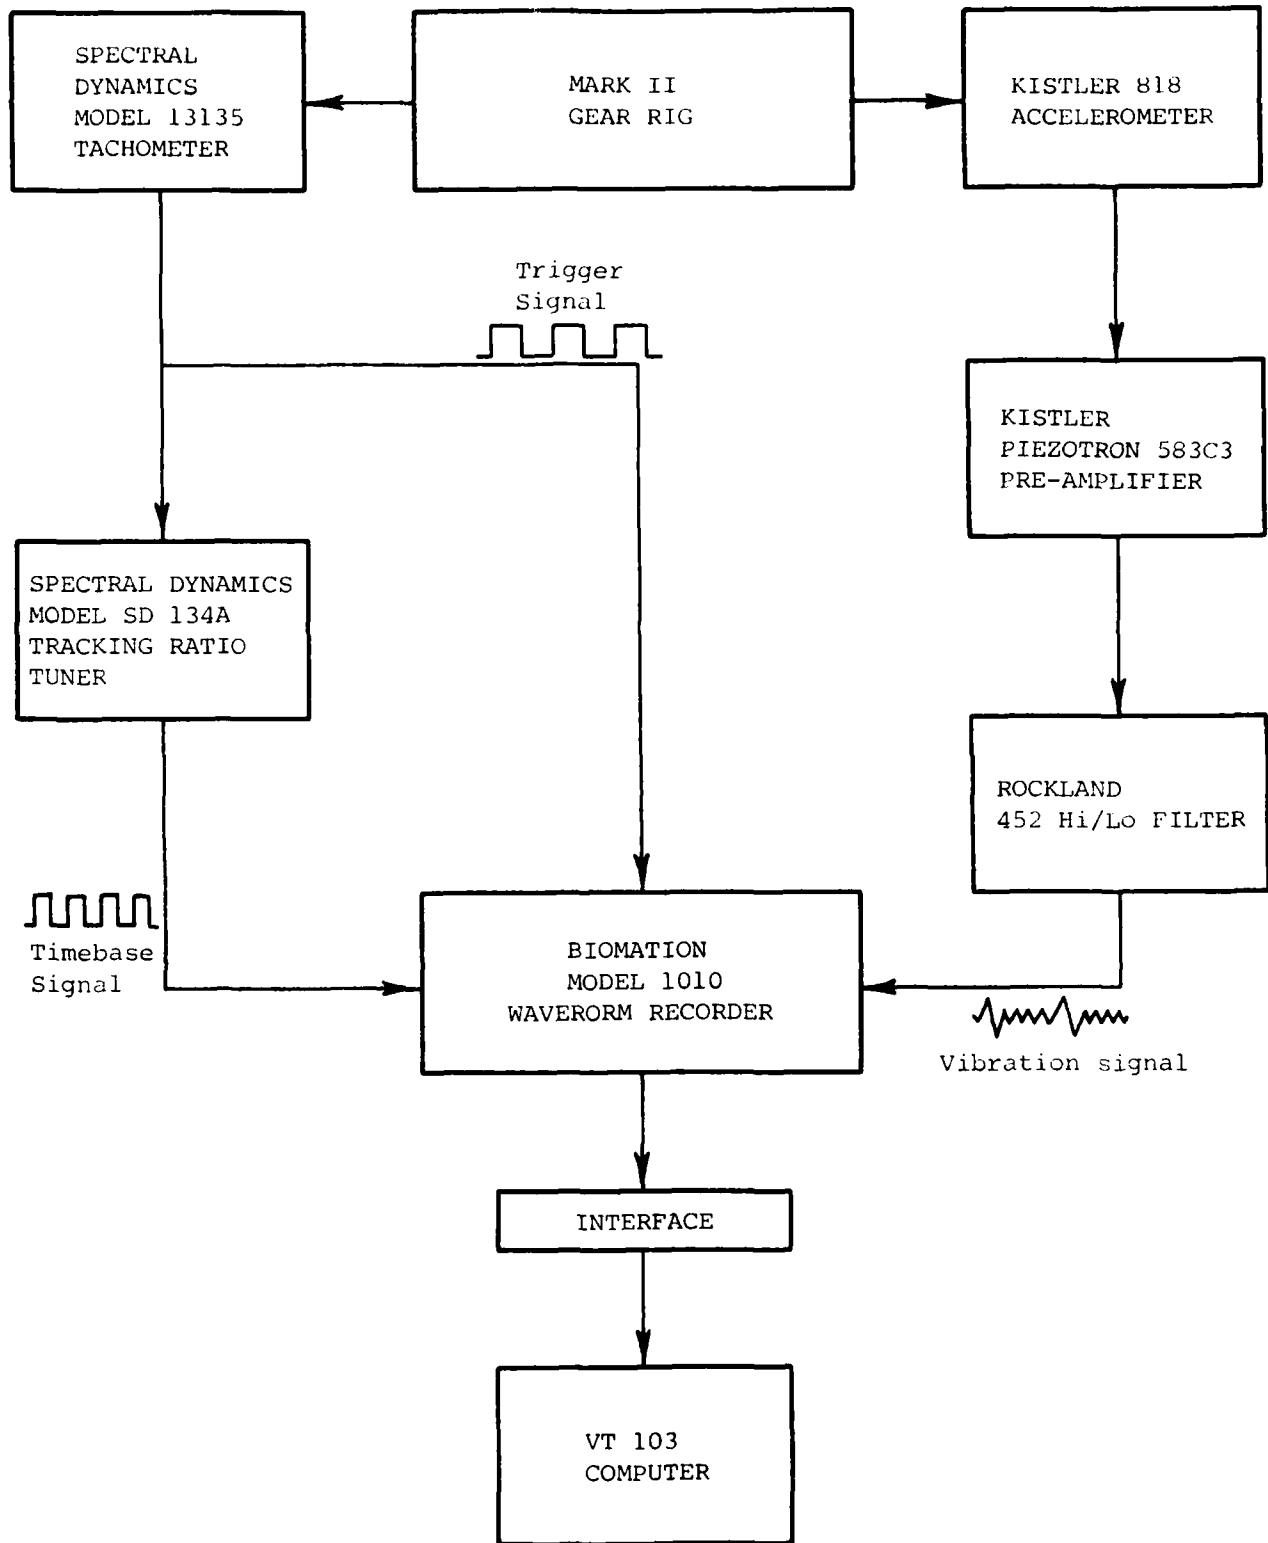 SPECTRAL
DYNAMICS
MODEL 13135
TACHOMETER
MARK II
GEAR RIG
KISTLER 818
ACCELEROMETER
Trigger
Signal
KISTLER
PIEZOTRON 583C3
PRE-AMPLIFIER
SPECTRAL DYNAMICS
MODEL SD 134A
TRACKING RATIO
TUNER
ROCKLAND
452 Hi/Lo FILTER
Timebase
Signal
BIOMATION
MODEL 1010
WAVERORM RECORDER
Vibration signal
INTERFACE
VT 103
COMPUTER